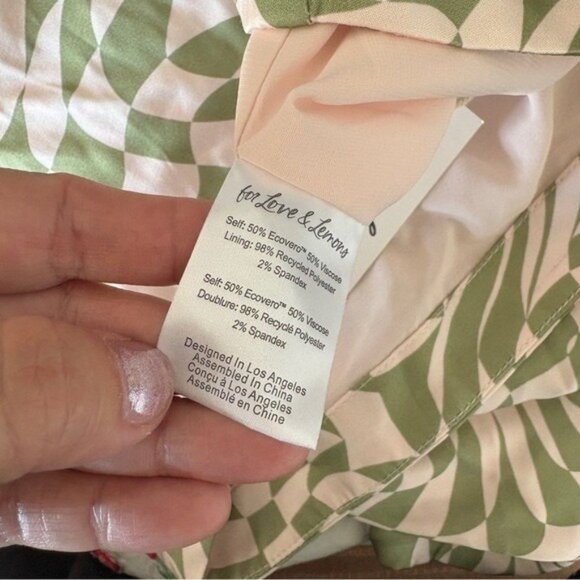 for Love & Lemons
Self: 50% Ecovero™ 50% Viscose
Lining: 98% Recycled Polyester
2% Spandex
Self: 50% Ecovero™ 50% Viscose
Doublure: 98% Recyclé Polyester
2% Spandex
Designed In Los Angeles
Assembled In China
Conçu à Los Angeles
Assemblé en Chine